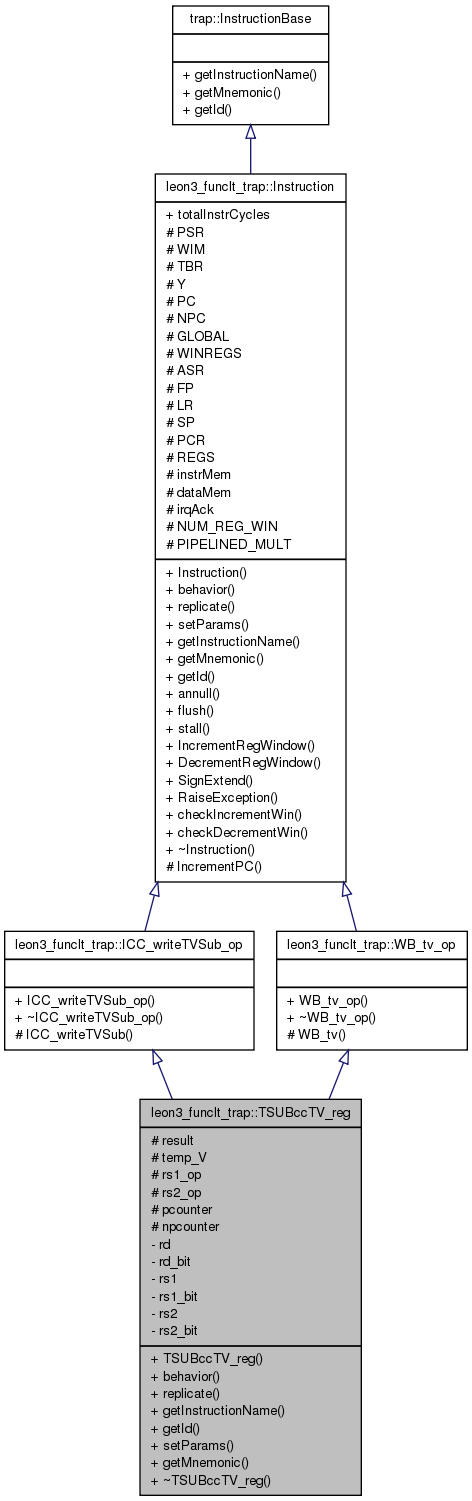 trap::InstructionBase
+ getInstructionName()
+ getMnemonic()
+ getId()
leon3_funclt_trap::Instruction
+ totalInstrCycles
# PSR
# WIM
# TBR
# Y
# PC
# NPC
# GLOBAL
# WINREGS
# ASR
# FP
# LR
# SP
# PCR
# REGS
# instrMem
# dataMem
# irqAck
# NUM_REG_WIN
# PIPELINED_MULT
+ Instruction()
+ behavior()
+ replicate()
+ setParams()
+ getInstructionName()
+ getMnemonic()
+ getId()
+ annull()
+ flush()
+ stall()
+ IncrementRegWindow()
+ DecrementRegWindow()
+ SignExtend()
+ RaiseException()
+ checkIncrementWin()
+ checkDecrementWin()
+ ~Instruction()
# IncrementPC()
leon3_funclt_trap::ICC_writeTVSub_op
+ ICC_writeTVSub_op()
+ ~ICC_writeTVSub_op()
# ICC_writeTVSub()
leon3_funclt_trap::WB_tv_op
+ WB_tv_op()
+ ~WB_tv_op()
# WB_tv()
leon3_funclt_trap::TSUBccTV_reg
# result
# temp_V
# rs1_op
# rs2_op
# pcounter
# npcounter
- rd
- rd_bit
- rs1
- rs1_bit
- rs2
- rs2_bit
+ TSUBccTV_reg()
+ behavior()
+ replicate()
+ getInstructionName()
+ getId()
+ setParams()
+ getMnemonic()
+ ~TSUBccTV_reg()